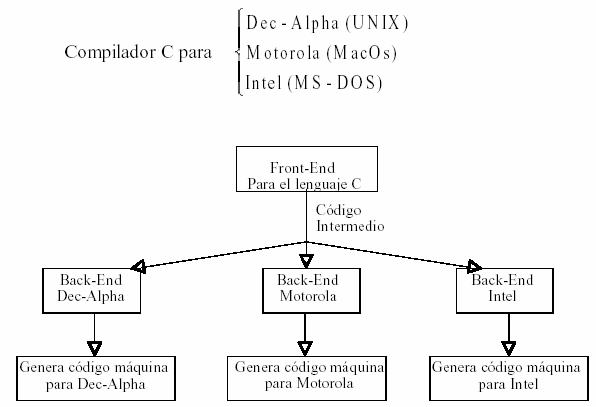 Dec-Alpha (UNIX)
Compilador C para
Motorola (MacOs)
Intel (MS-DOS)
Front-End
Para el lenguaje C
Código
Intermedio
Back-End
Dec-Alpha
Back-End
Motorola
Back-End
Intel
Genera código máquina
para Dec-Alpha
Genera código máquina
para Motorola
Genera código máquina
para Intel